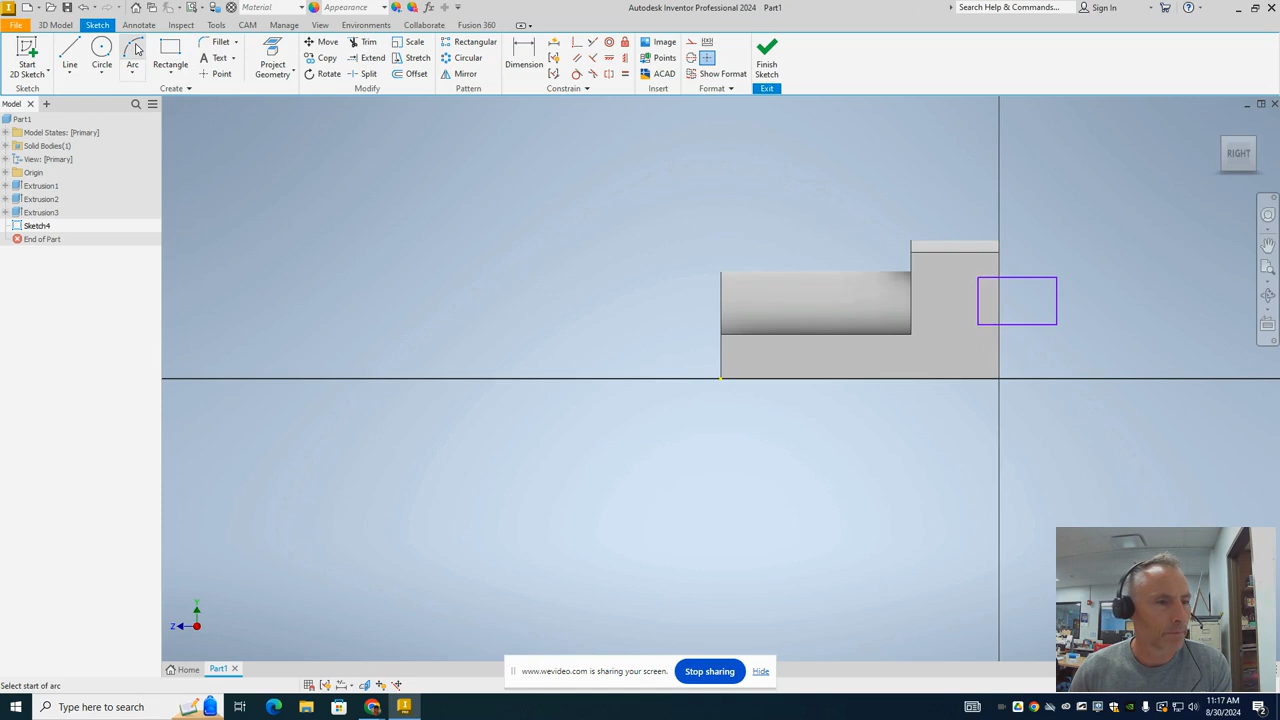 Material
Appearance
Autodesk Inventor Professional 2024 Part1
Search Help & Commands...
Sign In
File
3D Model
Sketch
Annotate
Inspect
Tools
CAM
Manage
View
Environments
Collaborate
Fusion 360
Start
2D Sketch
Line
Circle
Arc
Rectangle
Fillet
Text
Point
Project
Geometry
Move
Copy
Rotate
Trim
Extend
Split
Scale
Stretch
Offset
Rectangular
Circular
Mirror
Dimension
Image
Points
ACAD
Show Format
Finish
Sketch
Sketch
Create
Modify
Pattern
Constrain
Insert
Format
Exit
Model
Part1
Model States: [Primary]
Solid Bodies(1)
View: [Primary]
Origin
Extrusion1
Extrusion2
Extrusion3
Sketch4
End of Part
RIGHT
Y
Z
Home
Part1
www.wevideo.com is sharing your screen.
Stop sharing
Hide
Select start of arc
Type here to search
11:17 AM
8/30/2024